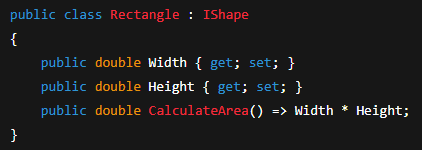 public class Rectangle : IShape
{
    public double Width { get; set; }
    public double Height { get; set; }
    public double CalculateArea() => Width * Height;
}